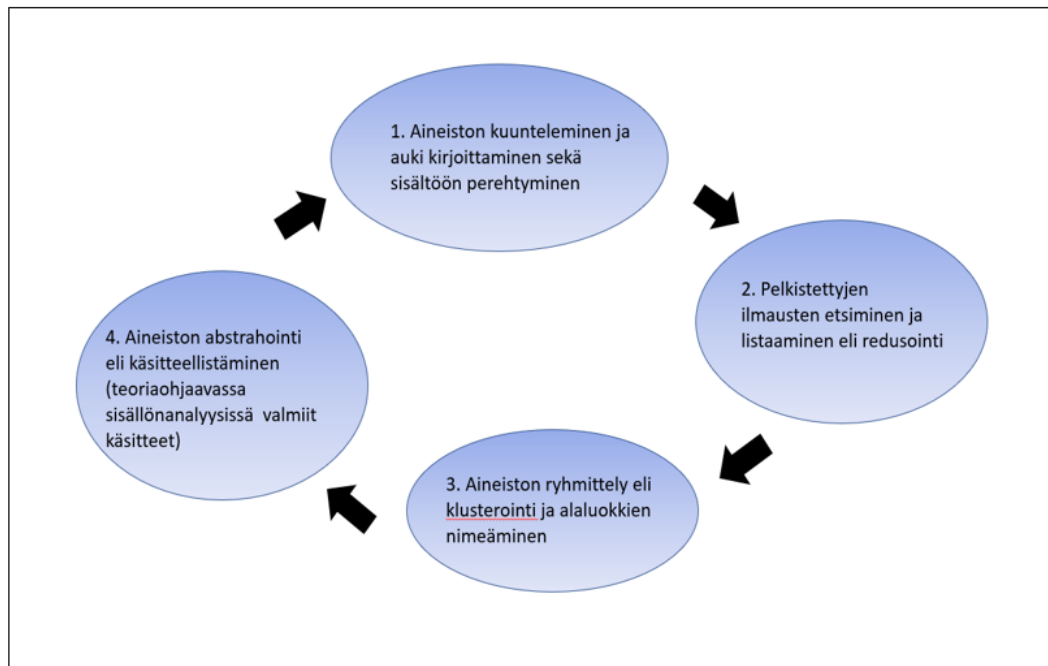 1. Aineiston kuunteleminen ja
auki kirjoittaminen sekä
sisältöön perehtyminen
2. Pelkistettyjen
ilmausten etsiminen ja
listaaminen eli redusointi
3. Aineiston ryhmittely eli
klusterointi ja alaluokkien
nimeäminen
4. Aineiston abstrahointi
eli käsitteellistäminen
(teoriaohjaavassa
sisällönanalyysissä valmiit
käsitteet)